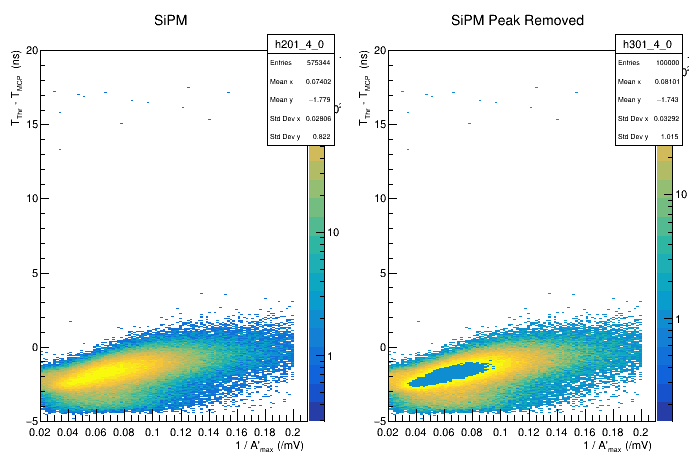 SiPM
h201_4_0
Entries 575344
Mean x 0.07402
Mean y −1.779
Std Dev x 0.02806
Std Dev y 0.822
T_Thr - T_MCP (ns)
20
15
10
5
0
−5
0.02 0.04 0.06 0.08 0.1 0.12 0.14 0.16 0.18 0.2
1 / A'_max (/mV)
10
1
SiPM Peak Removed
h301_4_0
Entries 100000
Mean x 0.08101
Mean y −1.743
Std Dev x 0.03292
Std Dev y 1.015
T_Thr - T_MCP (ns)
20
15
10
5
0
−5
0.02 0.04 0.06 0.08 0.1 0.12 0.14 0.16 0.18 0.2
1 / A'_max (/mV)
10
1